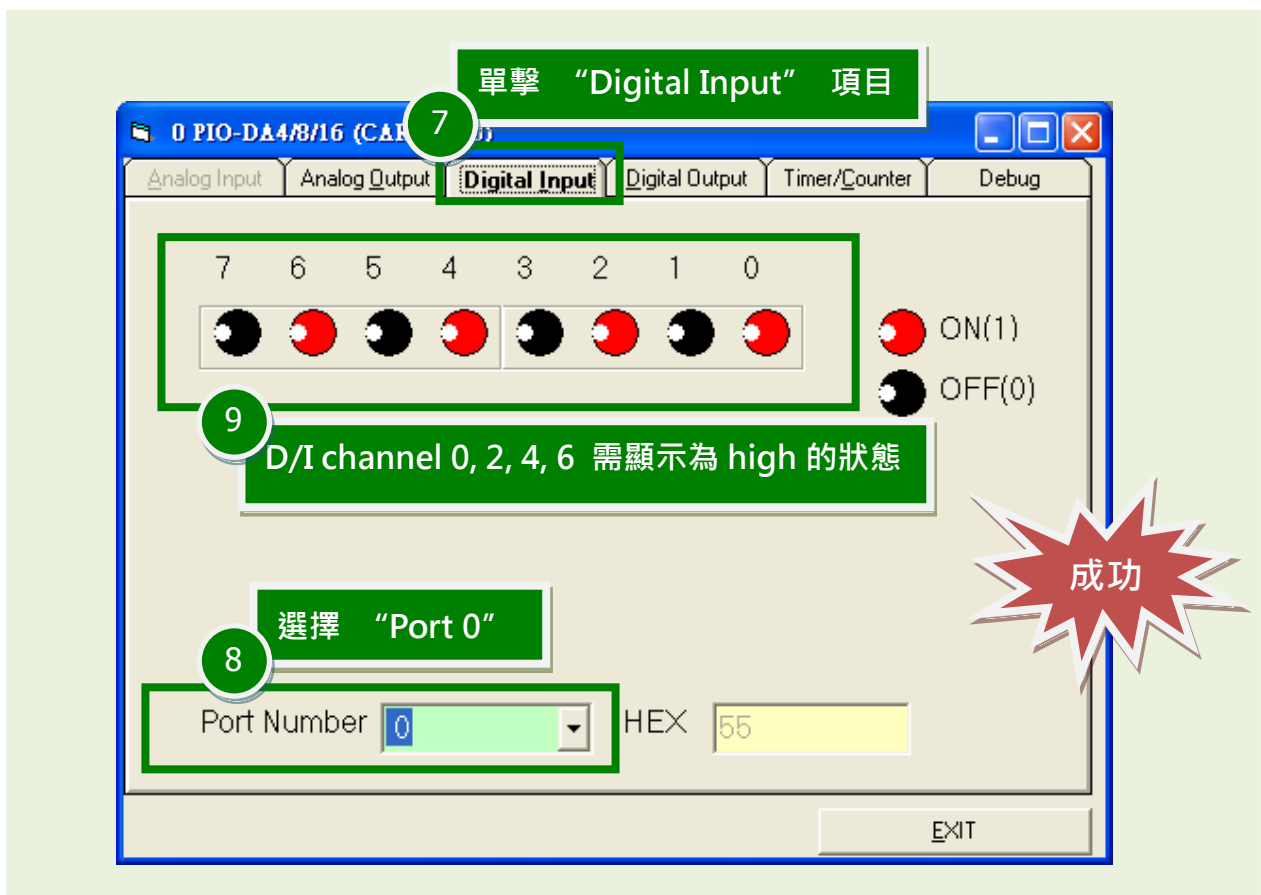 單擊 “Digital Input” 項目
7
0 PIO-DA4/8/16 (CAR
Analog Input Analog Output Digital Input Digital Output Timer/Counter Debug
7 6 5 4 3 2 1 0
ON(1)
OFF(0)
9
D/I channel 0, 2, 4, 6 需顯示為 high 的狀態
成功
選擇 “Port 0”
8
Port Number 0 HEX 55
EXIT